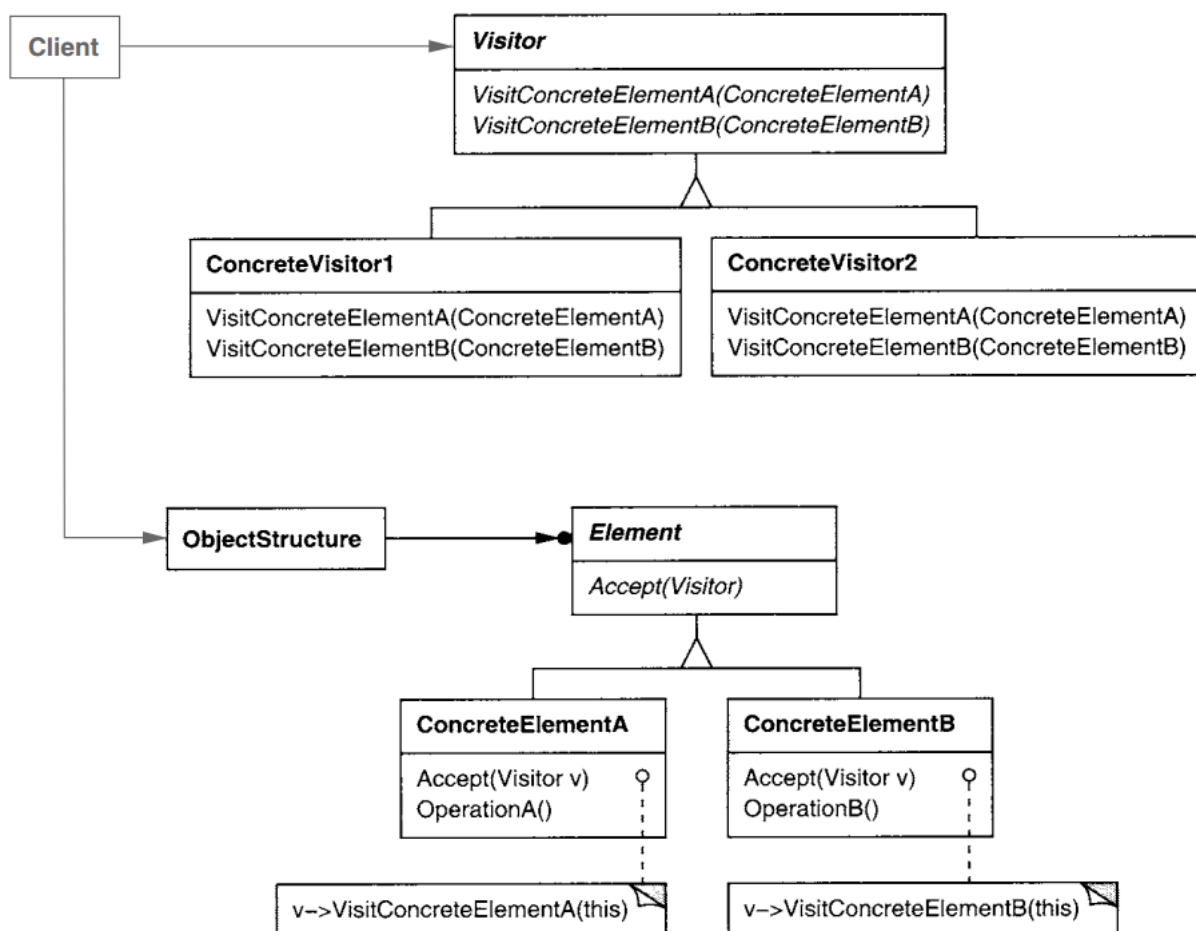 Client
Visitor
VisitConcreteElementA(ConcreteElementA)
VisitConcreteElementB(ConcreteElementB)
ConcreteVisitor1
VisitConcreteElementA(ConcreteElementA)
VisitConcreteElementB(ConcreteElementB)
ConcreteVisitor2
VisitConcreteElementA(ConcreteElementA)
VisitConcreteElementB(ConcreteElementB)
ObjectStructure
Element
Accept(Visitor)
ConcreteElementA
Accept(Visitor v)
OperationA()
ConcreteElementB
Accept(Visitor v)
OperationB()
v–>VisitConcreteElementA(this)
v–>VisitConcreteElementB(this)